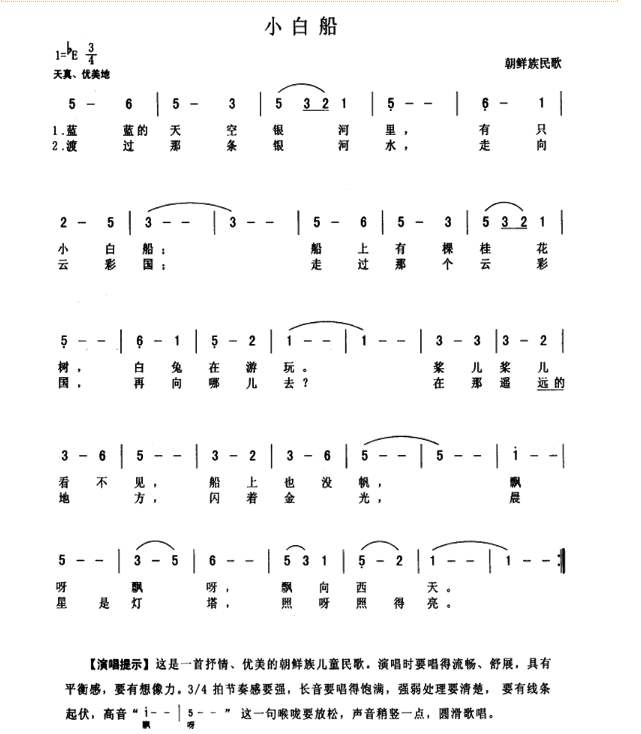 小白船
1=♭E 3/4
天真、优美地
朝鲜族民歌
5 - 6 | 5 - 3 | 5 3 2 1 | 5̣ - - | 6̣ - 1 |
1.蓝 蓝的 天 空 银 河 里， 有 只
2.渡 过 那 条 银 河 水， 走 向
2 - 5 | 3 - - | 3 - - | 5 - 6 | 5 - 3 | 5 3 2 1 |
小 白 船； 船 上 有 棵 桂 花
云 彩 国； 走 过 那 个 云 彩
5̣ - - | 6̣ - 1 | 5̣ - 2 | 1 - - | 1 - - | 3 - 3 | 3 - 2 |
树， 白 兔 在 游 玩。 桨 儿 桨 儿
国， 再 向 哪 儿 去？ 在 那 遥 远的
3 - 6 | 5 - - | 3 - 2 | 3 - 6 | 5 - - | 5 - - | i - - |
看 不 见， 船 上 也 没 帆， 飘
地 方， 闪 着 金 光， 晨
5 - - | 3 - 5 | 6 - - | 5 3 1 | 5̣ - 2 | 1 - - | 1 - - :‖
呀 飘 呀， 飘 向 西 天。
星 是 灯 塔， 照 呀 照 得 亮。
【演唱提示】这是一首抒情、优美的朝鲜族儿童民歌。演唱时要唱得流畅、舒展，具有
平衡感，要有想像力。3/4 拍节奏感要强，长音要唱得饱满，强弱处理要清楚， 要有线条
起伏，高音“ i - - | 5 - - ”这一句喉咙要放松，声音稍竖一点，圆滑歌唱。
飘 呀